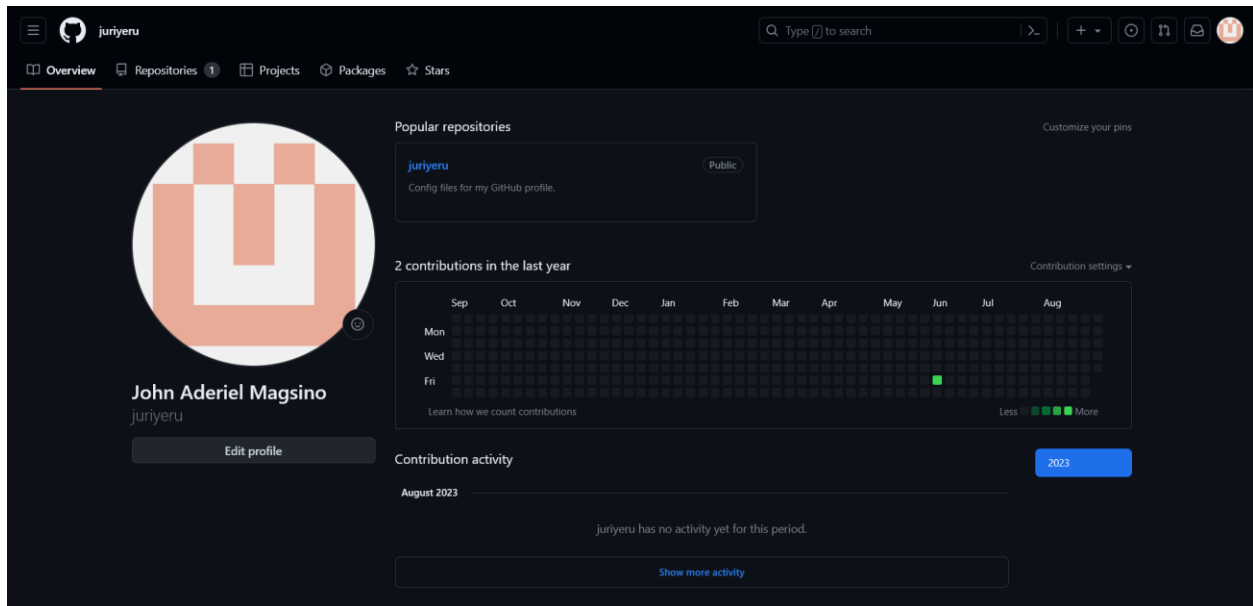 juriyeru
Type / to search
Overview
Repositories 1
Projects
Packages
Stars
Popular repositories
Customize your pins
juriyeru
Public
Config files for my GitHub profile.
2 contributions in the last year
Contribution settings
Sep Oct Nov Dec Jan Feb Mar Apr May Jun Jul Aug
Mon
Wed
Fri
Learn how we count contributions
Less More
John Aderiel Magsino
juriyeru
Edit profile
Contribution activity
2023
August 2023
juriyeru has no activity yet for this period.
Show more activity